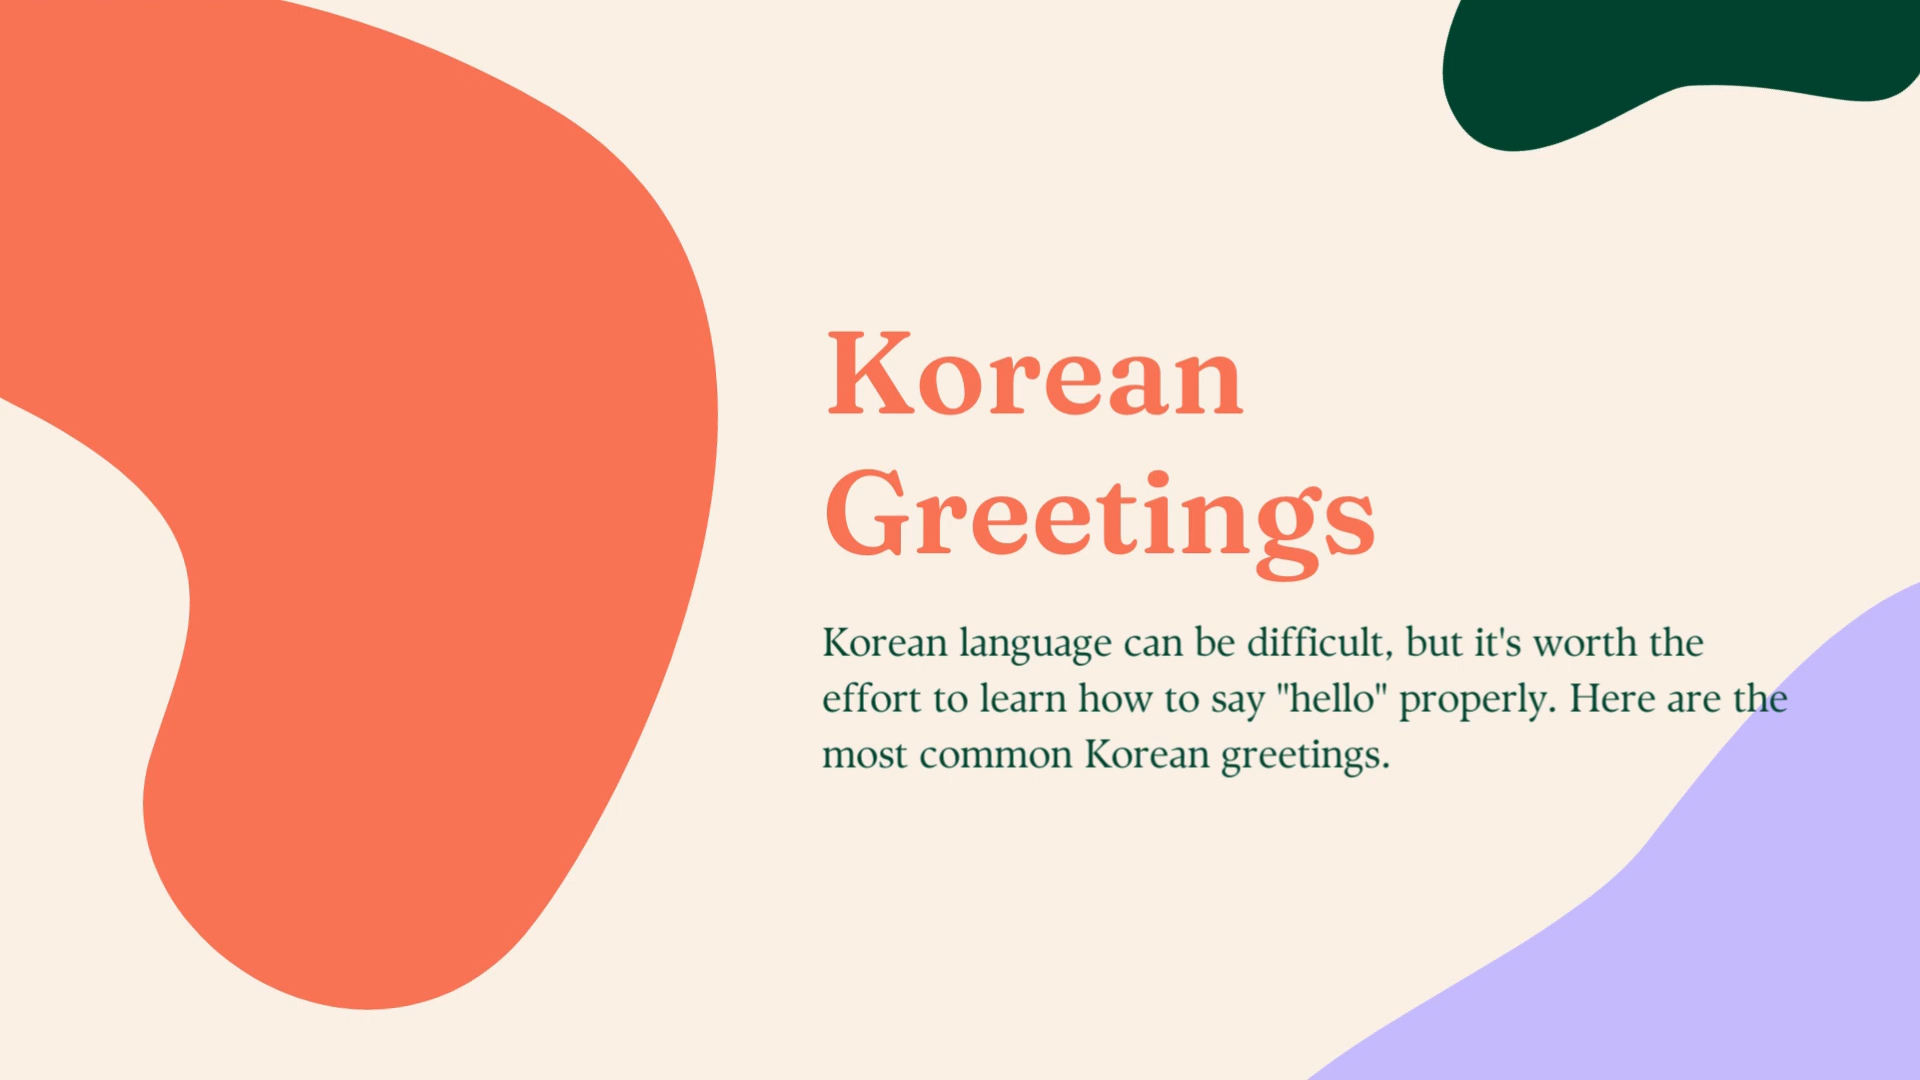 Korean
Greetings
Korean language can be difficult, but it's worth the
effort to learn how to say "hello" properly. Here are the
most common Korean greetings.